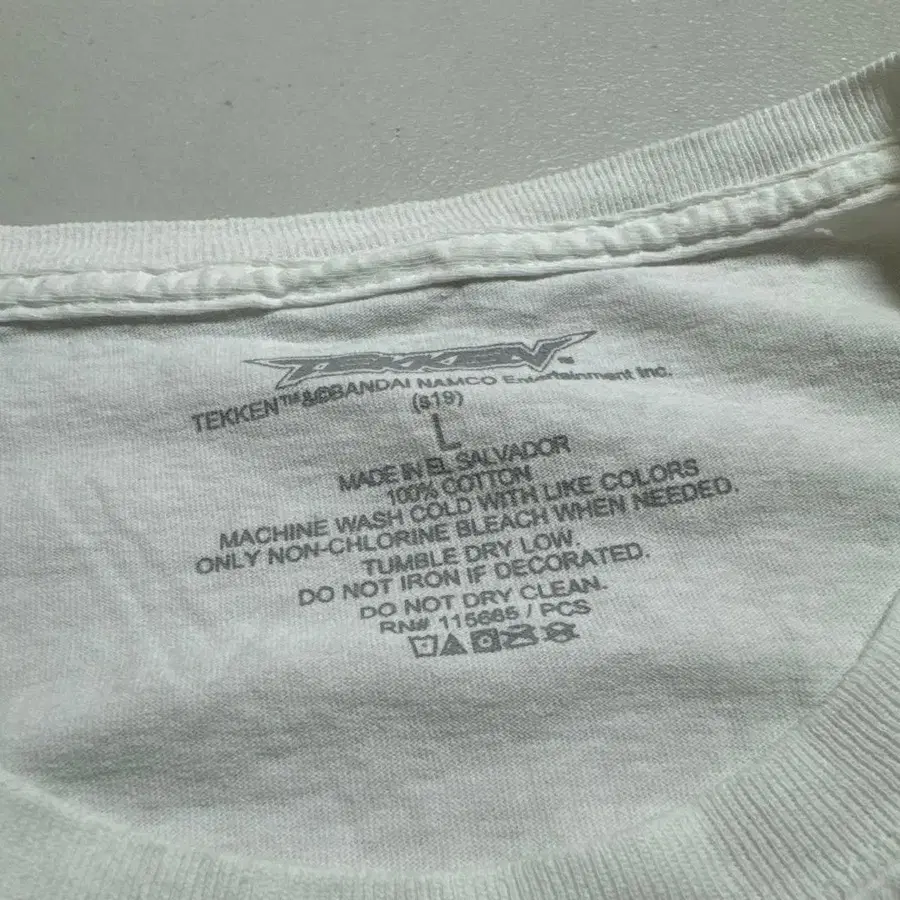 TEKKEN™
TEKKEN™&©BANDAI NAMCO Entertainment Inc.
(s19)
L
MADE IN EL SALVADOR
100% COTTON
MACHINE WASH COLD WITH LIKE COLORS
ONLY NON-CHLORINE BLEACH WHEN NEEDED.
TUMBLE DRY LOW.
DO NOT IRON IF DECORATED.
DO NOT DRY CLEAN.
RN# 115665 / PCS